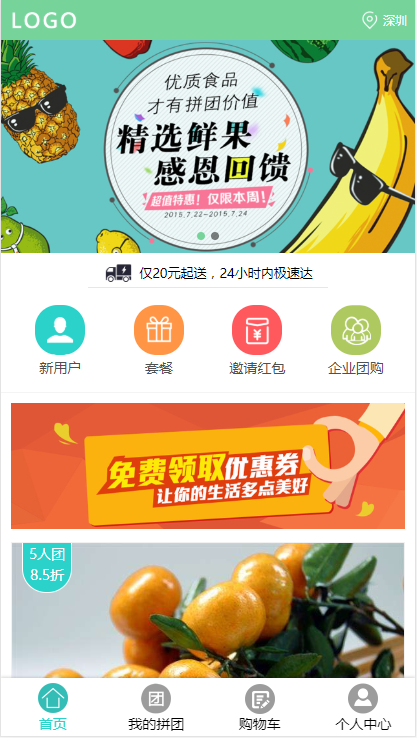 LOGO 深圳
优质食品
才有拼团价值
精选鲜果
感恩回馈
超值特惠！仅限本周！
2015.7.22~2015.7.24
仅20元起送，24小时内极速达
新用户 套餐 邀请红包 企业团购
免费领取优惠券
让你的生活多点美好
5人团
8.5折
团
首页 我的拼团 购物车 个人中心